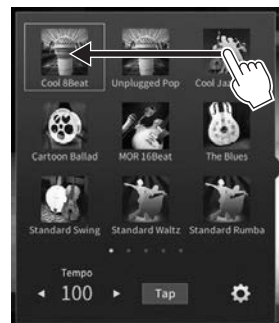 Cool 8Beat Unplugged Pop Cool Ja
Cartoon Ballad MOR 16Beat The Blues
Standard Swing Standard Waltz Standard Rumba
Tempo
100 Tap